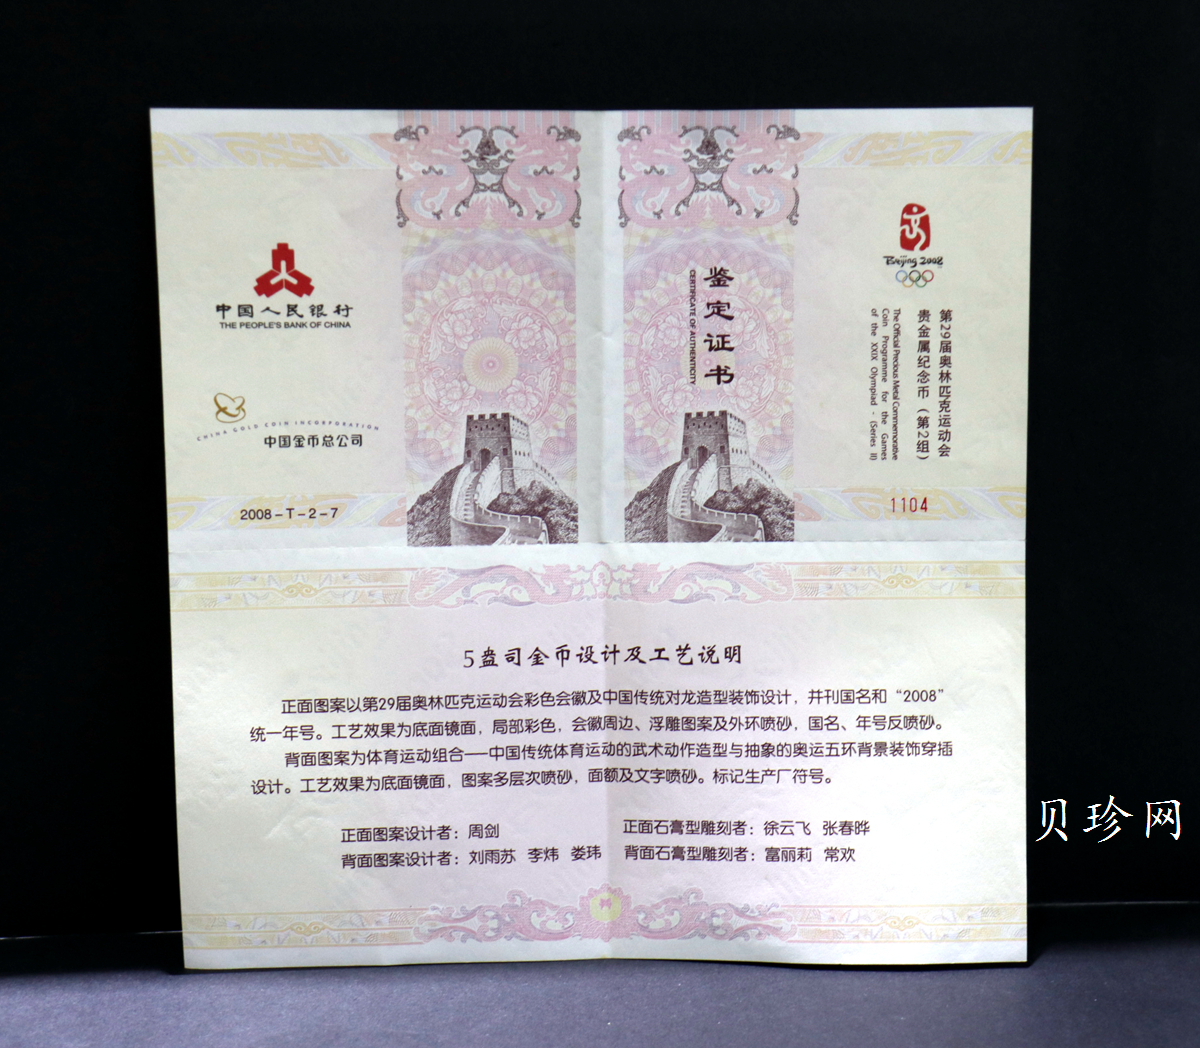 中国人民银行
THE PEOPLE'S BANK OF CHINA
CHINA GOLD COIN INCORPORATION
中国金币总公司
2008-T-2-7
鉴定证书
CERTIFICATE OF AUTHENTICITY
Beijing 2008
第29届奥林匹克运动会
贵金属纪念币（第2组）
The Official Precious Metal Commemorative
Coin Programme for the Games
of the XXIX Olympiad - (Series II)
1104
5盎司金币设计及工艺说明
正面图案以第29届奥林匹克运动会彩色会徽及中国传统对龙造型装饰设计，并刊国名和“2008”
统一年号。工艺效果为底面镜面，局部彩色，会徽周边、浮雕图案及外环喷砂，国名、年号反喷砂。
背面图案为体育运动组合——中国传统体育运动的武术动作造型与抽象的奥运五环背景装饰穿插
设计。工艺效果为底面镜面，图案多层次喷砂，面额及文字喷砂。标记生产厂符号。
正面图案设计者：周剑
正面石膏型雕刻者：徐云飞 张春晔
背面图案设计者：刘雨苏 李炜 娄玮
背面石膏型雕刻者：富丽莉 常欢
贝珍网